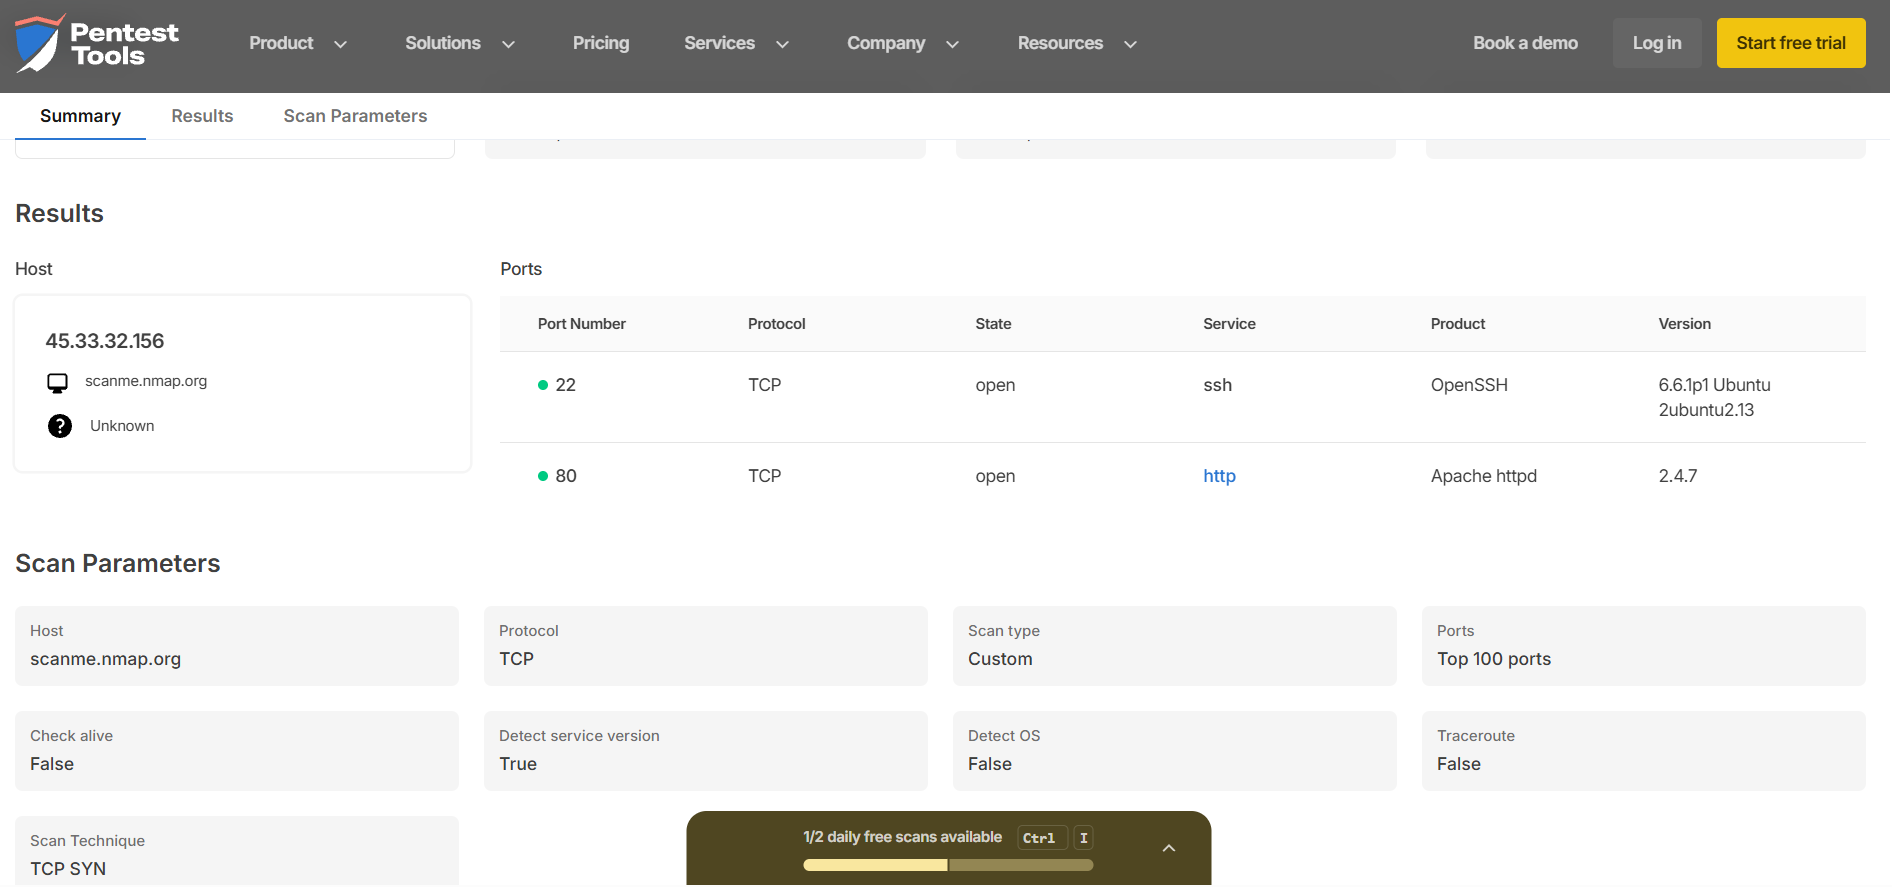 Pentest
Tools
Product
Solutions
Pricing
Services
Company
Resources
Book a demo
Log in
Start free trial
Summary
Results
Scan Parameters
Results
Host
Ports
45.33.32.156
scanme.nmap.org
Unknown
Port Number Protocol State Service Product Version
22 TCP open ssh OpenSSH 6.6.1p1 Ubuntu
2ubuntu2.13
80 TCP open http Apache httpd 2.4.7
Scan Parameters
Host
scanme.nmap.org
Protocol
TCP
Scan type
Custom
Ports
Top 100 ports
Check alive
False
Detect service version
True
Detect OS
False
Traceroute
False
Scan Technique
TCP SYN
1/2 daily free scans available Ctrl I